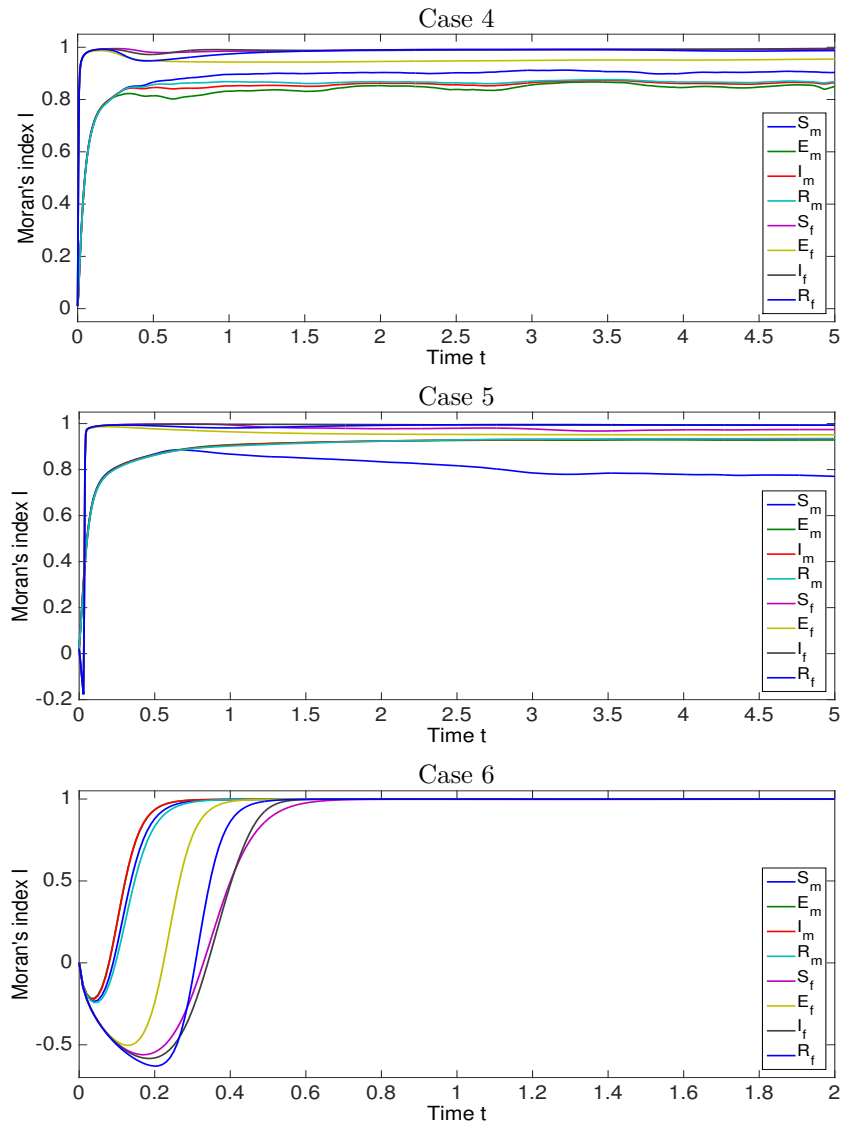 Case 4
Moran's index I
1
0.8
0.6
0.4
0.2
0
S_m
E_m
I_m
R_m
S_f
E_f
I_f
R_f
0 0.5 1 1.5 2 2.5 3 3.5 4 4.5 5
Time t
Case 5
Moran's index I
1
0.8
0.6
0.4
0.2
0
-0.2
S_m
E_m
I_m
R_m
S_f
E_f
I_f
R_f
0 0.5 1 1.5 2 2.5 3 3.5 4 4.5 5
Time t
Case 6
Moran's index I
1
0.5
0
-0.5
S_m
E_m
I_m
R_m
S_f
E_f
I_f
R_f
0 0.2 0.4 0.6 0.8 1 1.2 1.4 1.6 1.8 2
Time t